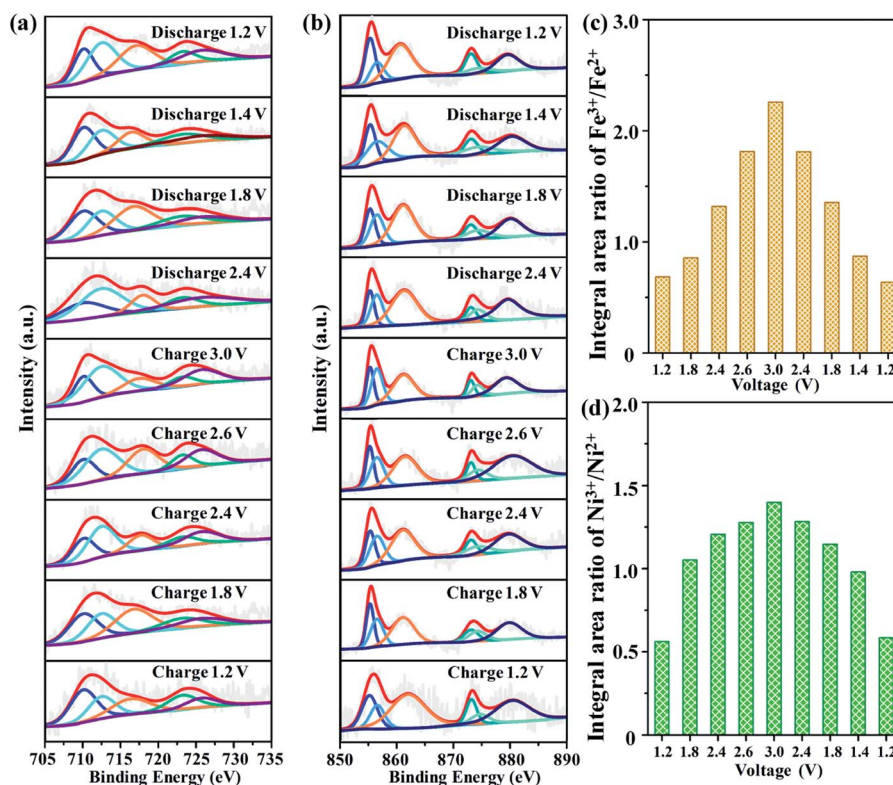 (a)
Discharge 1.2 V
Discharge 1.4 V
Discharge 1.8 V
Discharge 2.4 V
Charge 3.0 V
Charge 2.6 V
Charge 2.4 V
Charge 1.8 V
Charge 1.2 V
Intensity (a.u.)
705 710 715 720 725 730 735
Binding Energy (eV)
(b)
Discharge 1.2 V
Discharge 1.4 V
Discharge 1.8 V
Discharge 2.4 V
Charge 3.0 V
Charge 2.6 V
Charge 2.4 V
Charge 1.8 V
Charge 1.2 V
Intensity (a.u.)
850 860 870 880 890
Binding Energy (eV)
(c)
Integral area ratio of Fe³⁺/Fe²⁺
3.0
2.0
1.0
0
1.2 1.8 2.4 2.6 3.0 2.4 1.8 1.4 1.2
Voltage (V)
(d)
Integral area ratio of Ni³⁺/Ni²⁺
2.0
1.5
1.0
0.5
0
1.2 1.8 2.4 2.6 3.0 2.4 1.8 1.4 1.2
Voltage (V)